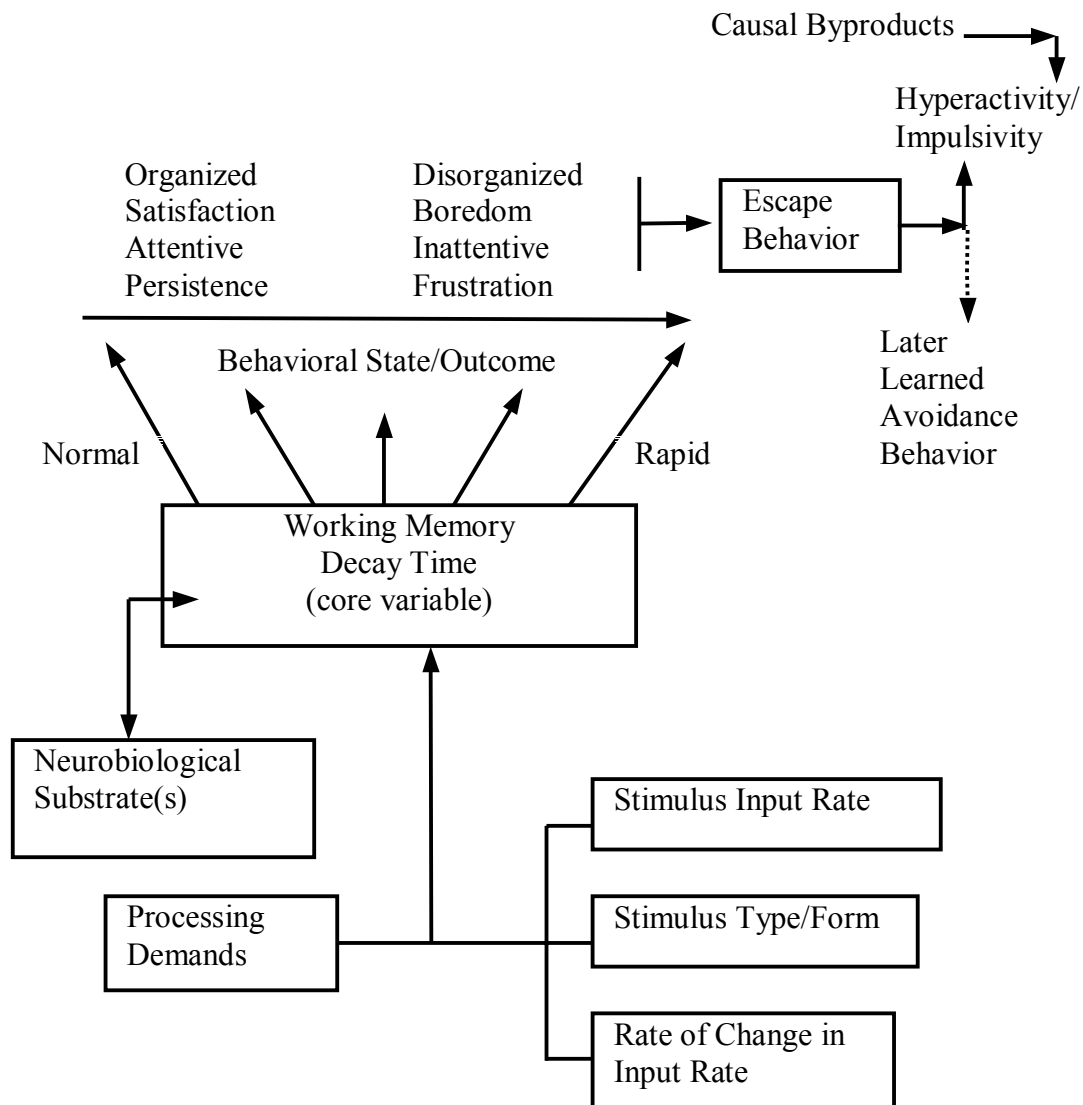 Causal Byproducts
Hyperactivity/
Impulsivity
Organized
Satisfaction
Attentive
Persistence
Disorganized
Boredom
Inattentive
Frustration
Escape
Behavior
Later
Learned
Avoidance
Behavior
Behavioral State/Outcome
Normal
Rapid
Working Memory
Decay Time
(core variable)
Neurobiological
Substrate(s)
Stimulus Input Rate
Processing
Demands
Stimulus Type/Form
Rate of Change in
Input Rate